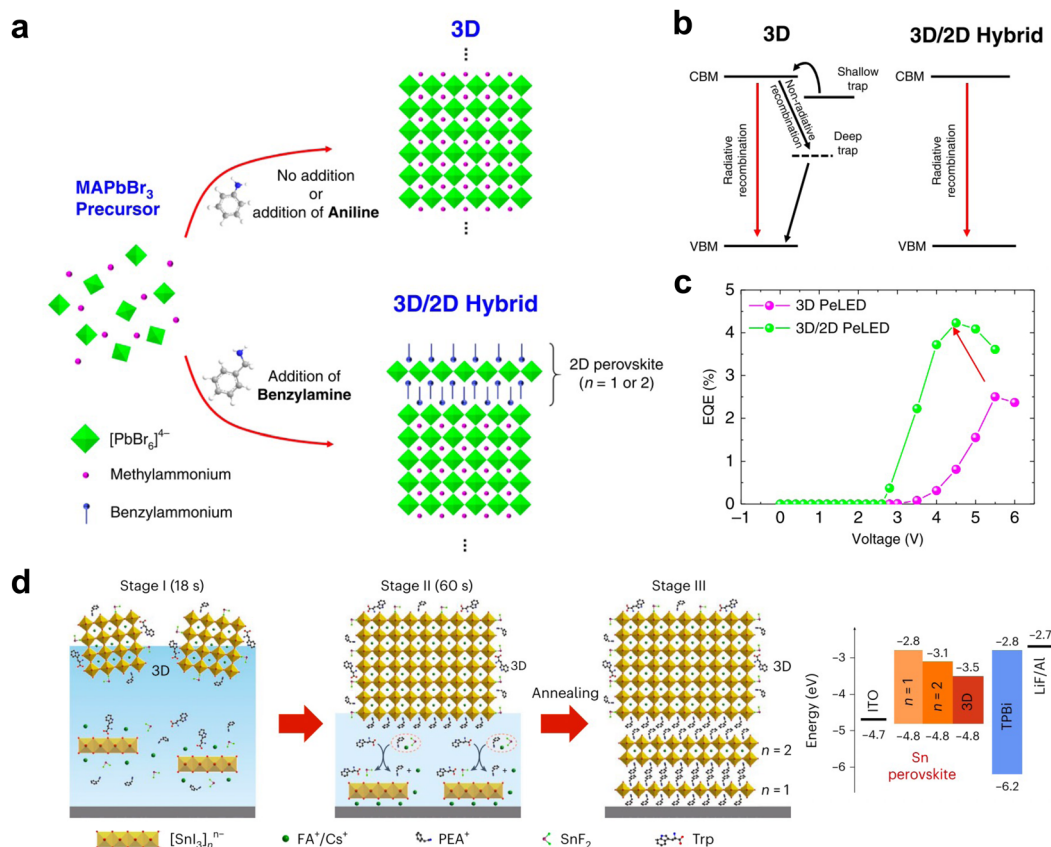 a
3D
No addition
or
addition of Aniline
MAPbBr3
Precursor
3D/2D Hybrid
2D perovskite
(n = 1 or 2)
Addition of
Benzylamine
[PbBr6]4–
Methylammonium
Benzylammonium
b
3D
3D/2D Hybrid
CBM
Shallow
trap
Non-radiative
recombination
Radiative
recombination
Deep
trap
VBM
CBM
Radiative
recombination
VBM
c
3D PeLED
3D/2D PeLED
EQE (%)
5
4
3
2
1
0
–1 0 1 2 3 4 5 6
Voltage (V)
d
Stage I (18 s)
3D
Stage II (60 s)
3D
Annealing
Stage III
3D
n = 2
n = 1
[SnI3]n n–
FA+/Cs+
PEA+
SnF2
Trp
Energy (eV)
–3
–4
–5
–6
ITO
–4.7
–2.8
n = 1
–4.8
–3.1
n = 2
–4.8
–3.5
3D
–4.8
Sn
perovskite
–2.8
TPBi
–6.2
–2.7
LiF/Al